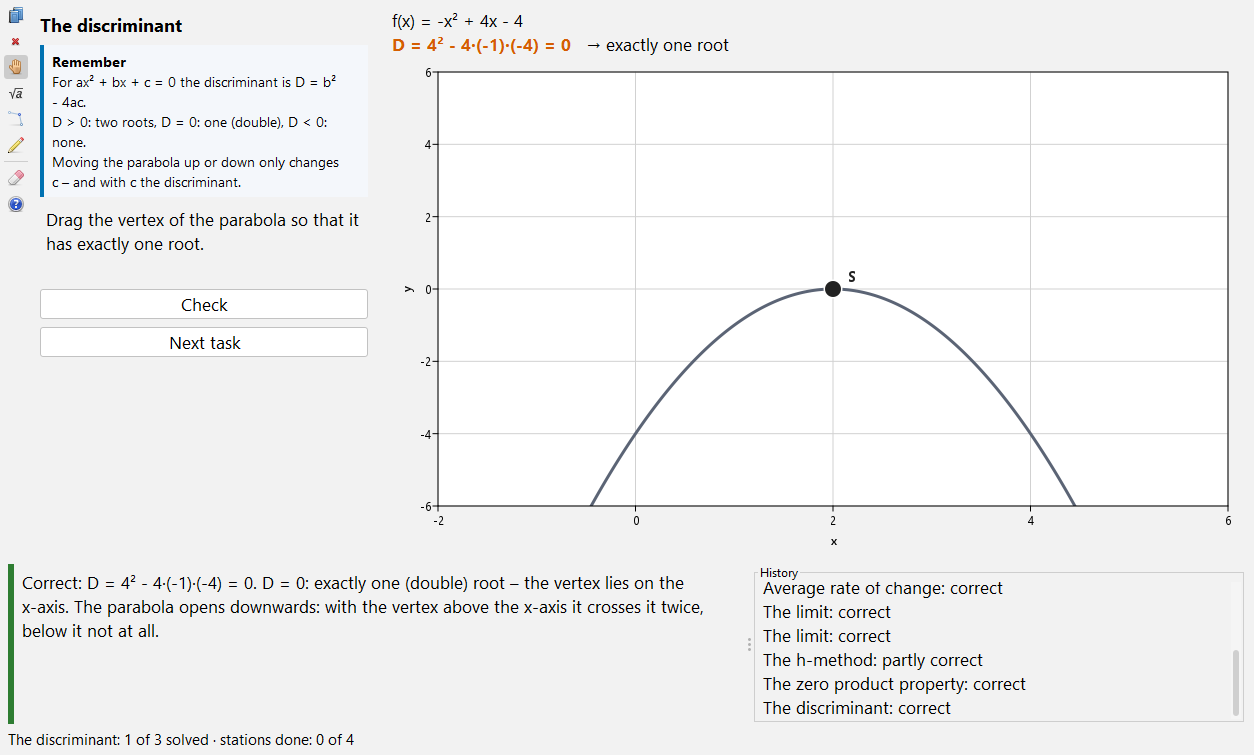 The discriminant
Remember
For ax² + bx + c = 0 the discriminant is D = b²
- 4ac.
D > 0: two roots, D = 0: one (double), D < 0:
none.
Moving the parabola up or down only changes
c – and with c the discriminant.
Drag the vertex of the parabola so that it
has exactly one root.
Check
Next task
f(x) = -x² + 4x - 4
D = 4² - 4·(-1)·(-4) = 0 → exactly one root
6
4
2
0
-2
-4
-6
y
S
-2
0
2
4
6
x
√a
?
Correct: D = 4² - 4·(-1)·(-4) = 0. D = 0: exactly one (double) root – the vertex lies on the
x-axis. The parabola opens downwards: with the vertex above the x-axis it crosses it twice,
below it not at all.
History
Average rate of change: correct
The limit: correct
The limit: correct
The h-method: partly correct
The zero product property: correct
The discriminant: correct
The discriminant: 1 of 3 solved · stations done: 0 of 4